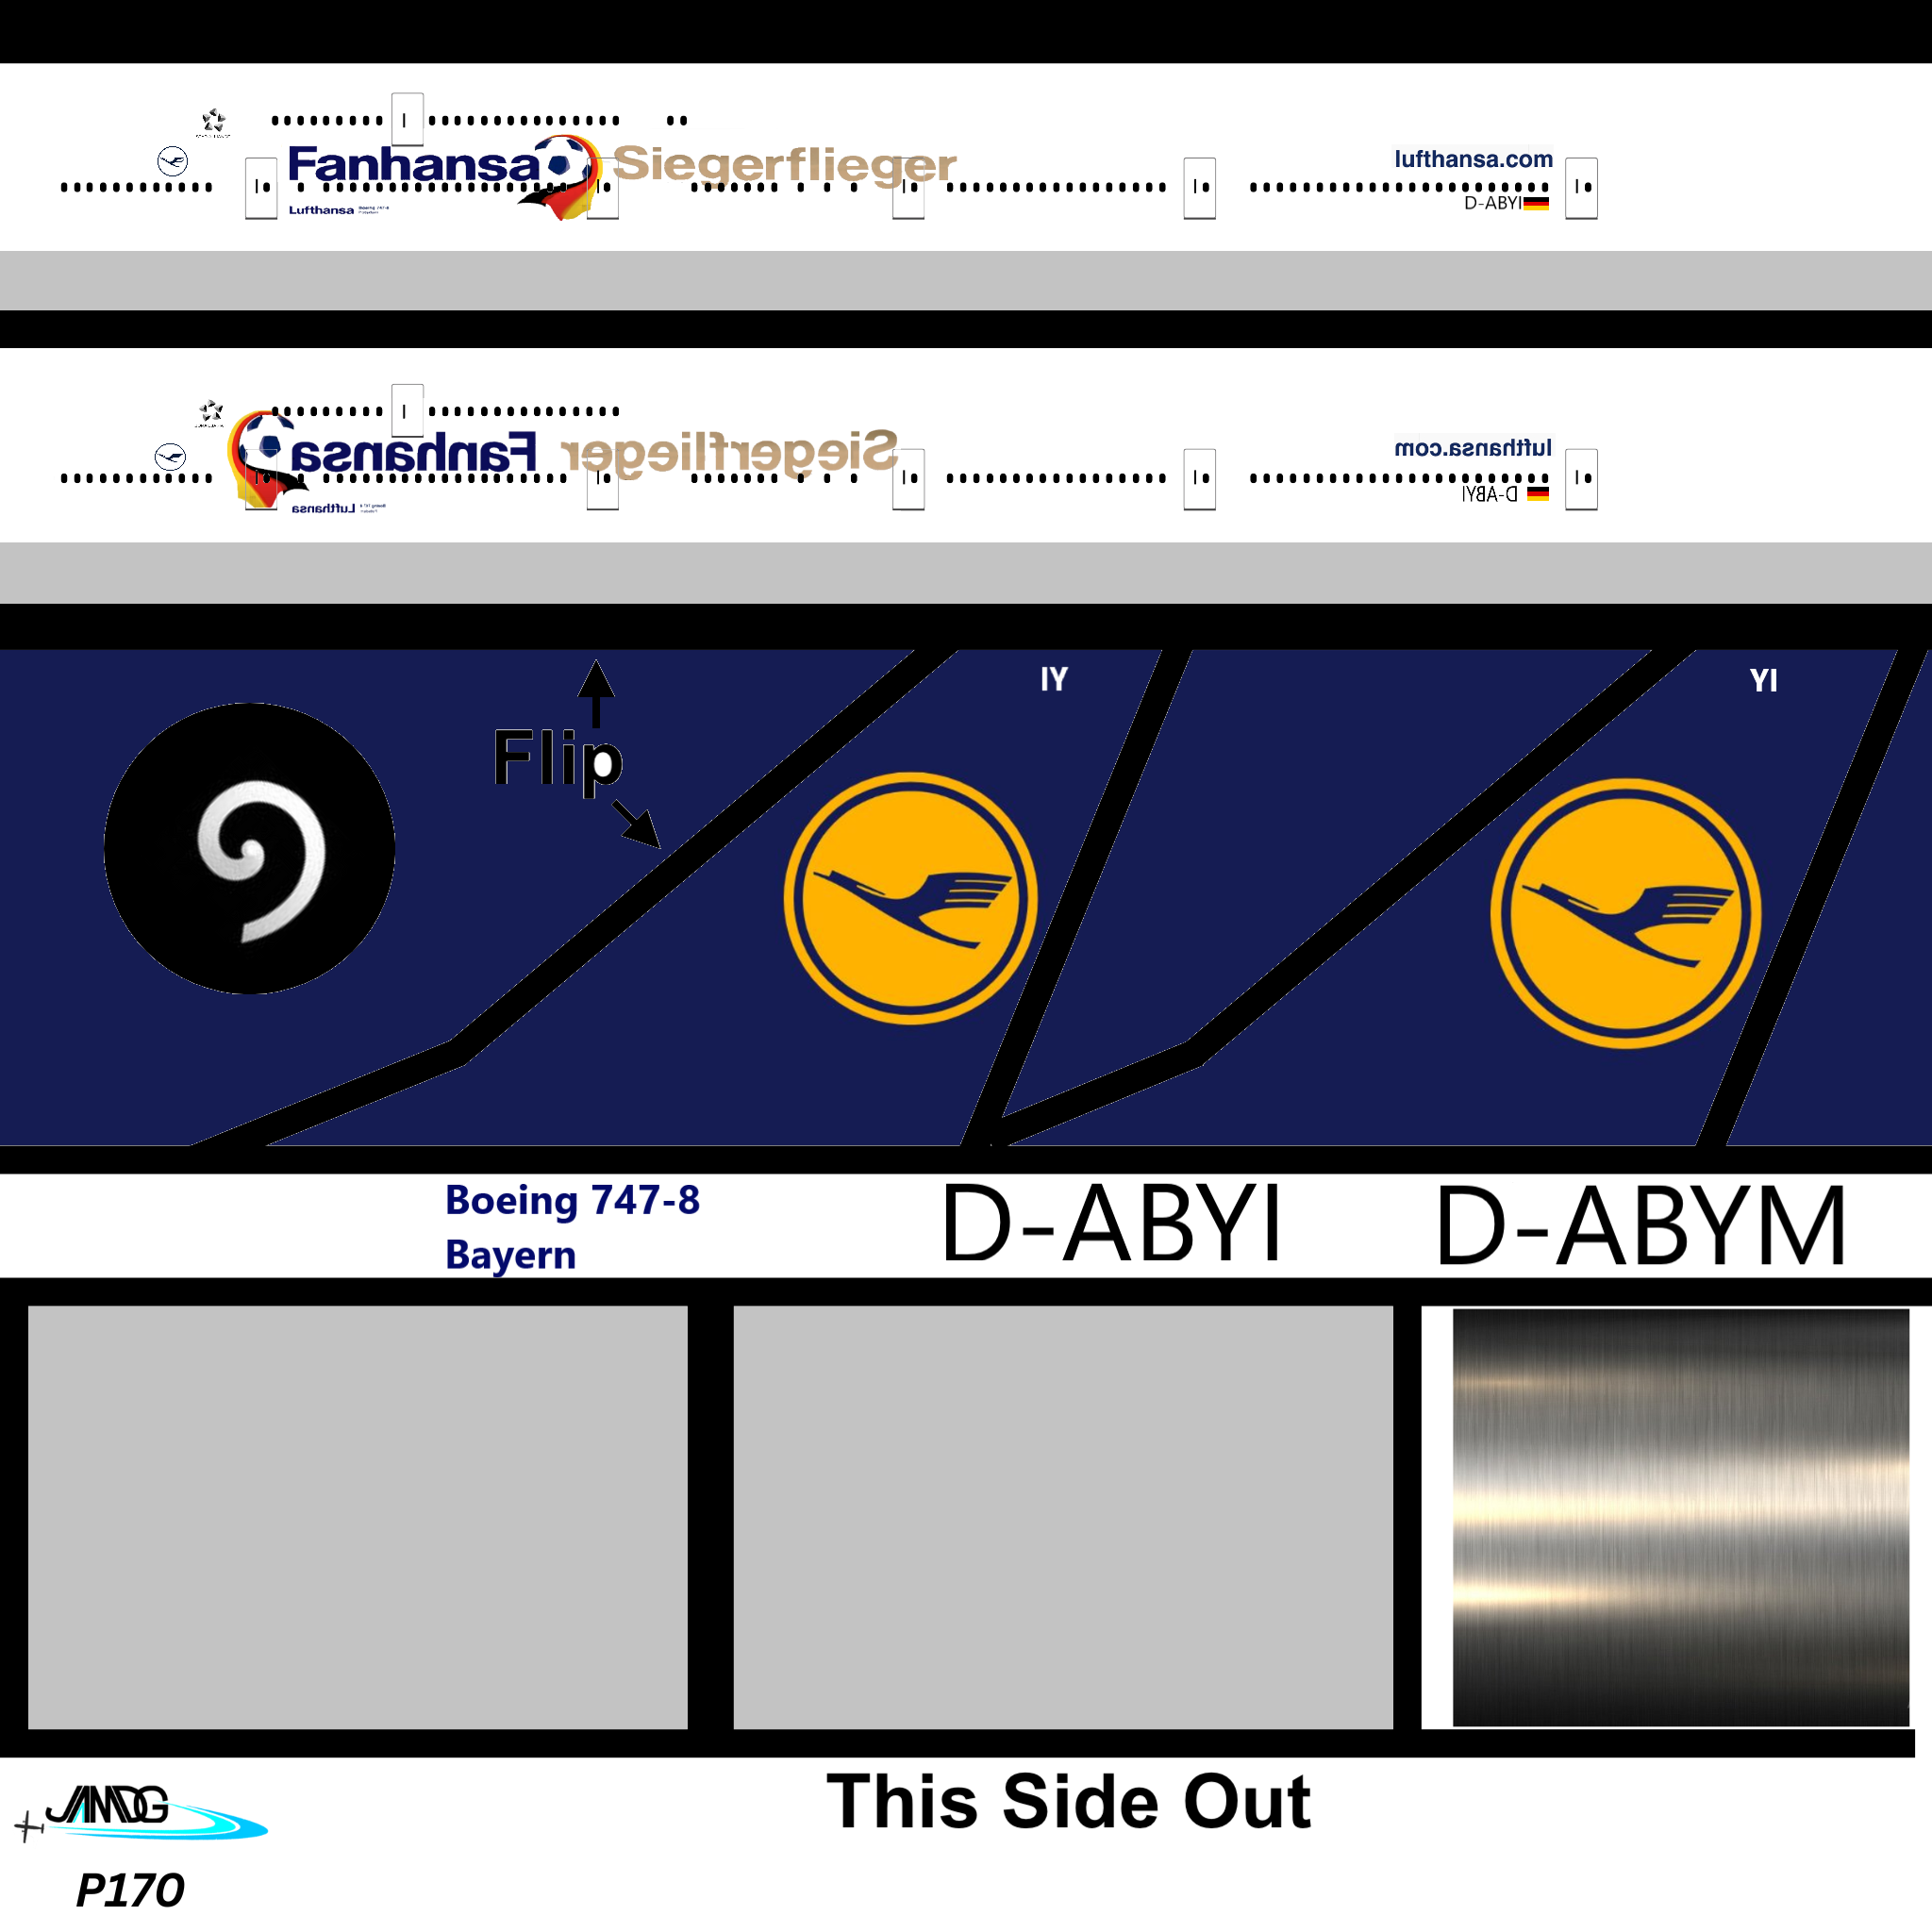 Fanhansa Siegerflieger
lufthansa.com
D-ABYI
Lufthansa
Fanhansa Siegerflieger
lufthansa.com
D-ABYI
Lufthansa
IY
YI
Flip
Boeing 747-8
Bayern
D-ABYI
D-ABYM
This Side Out
JAMDG
P170